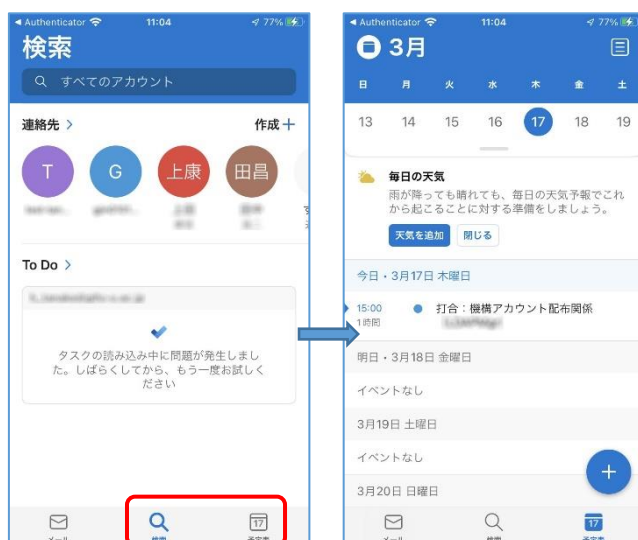 Authenticator 11:04 77%
検索
すべてのアカウント
連絡先 >
作成 +
T
G
上康
田昌
To Do >
タスクの読み込み中に問題が発生しまし
た。しばらくしてから、もう一度お試しく
ださい
17
Authenticator 11:04 77%
3月
日 月 火 水 木 金 土
13 14 15 16 17 18 19
毎日の天気
雨が降っても晴れても、毎日の天気予報でこれ
から起こることに対する準備をしましょう。
天気を追加 閉じる
今日・3月17日 木曜日
15:00 打合：機構アカウント配布関係
1時間
明日・3月18日 金曜日
イベントなし
3月19日 土曜日
イベントなし
3月20日 日曜日
17